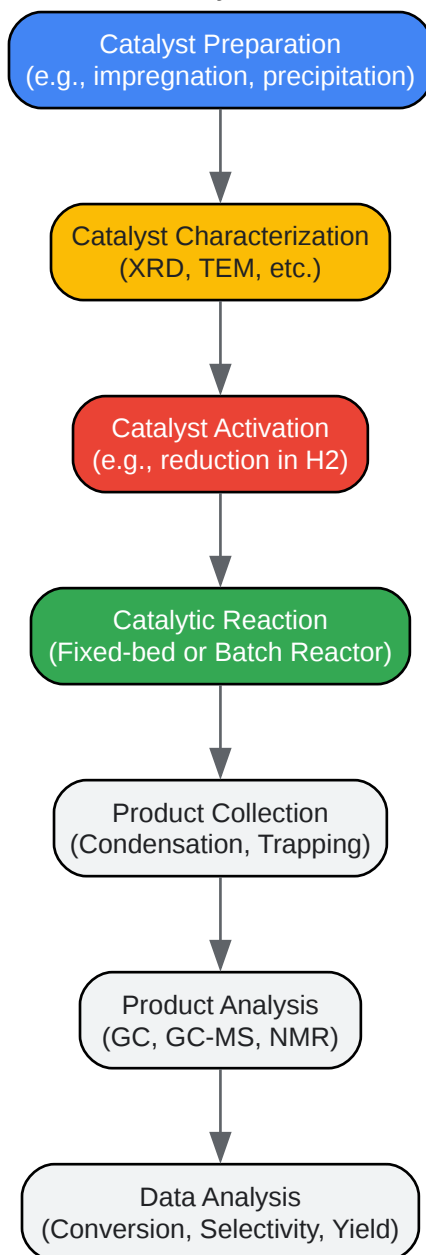 Catalyst Preparation
(e.g., impregnation, precipitation)
Catalyst Characterization
(XRD, TEM, etc.)
Catalyst Activation
(e.g., reduction in H2)
Catalytic Reaction
(Fixed-bed or Batch Reactor)
Product Collection
(Condensation, Trapping)
Product Analysis
(GC, GC-MS, NMR)
Data Analysis
(Conversion, Selectivity, Yield)